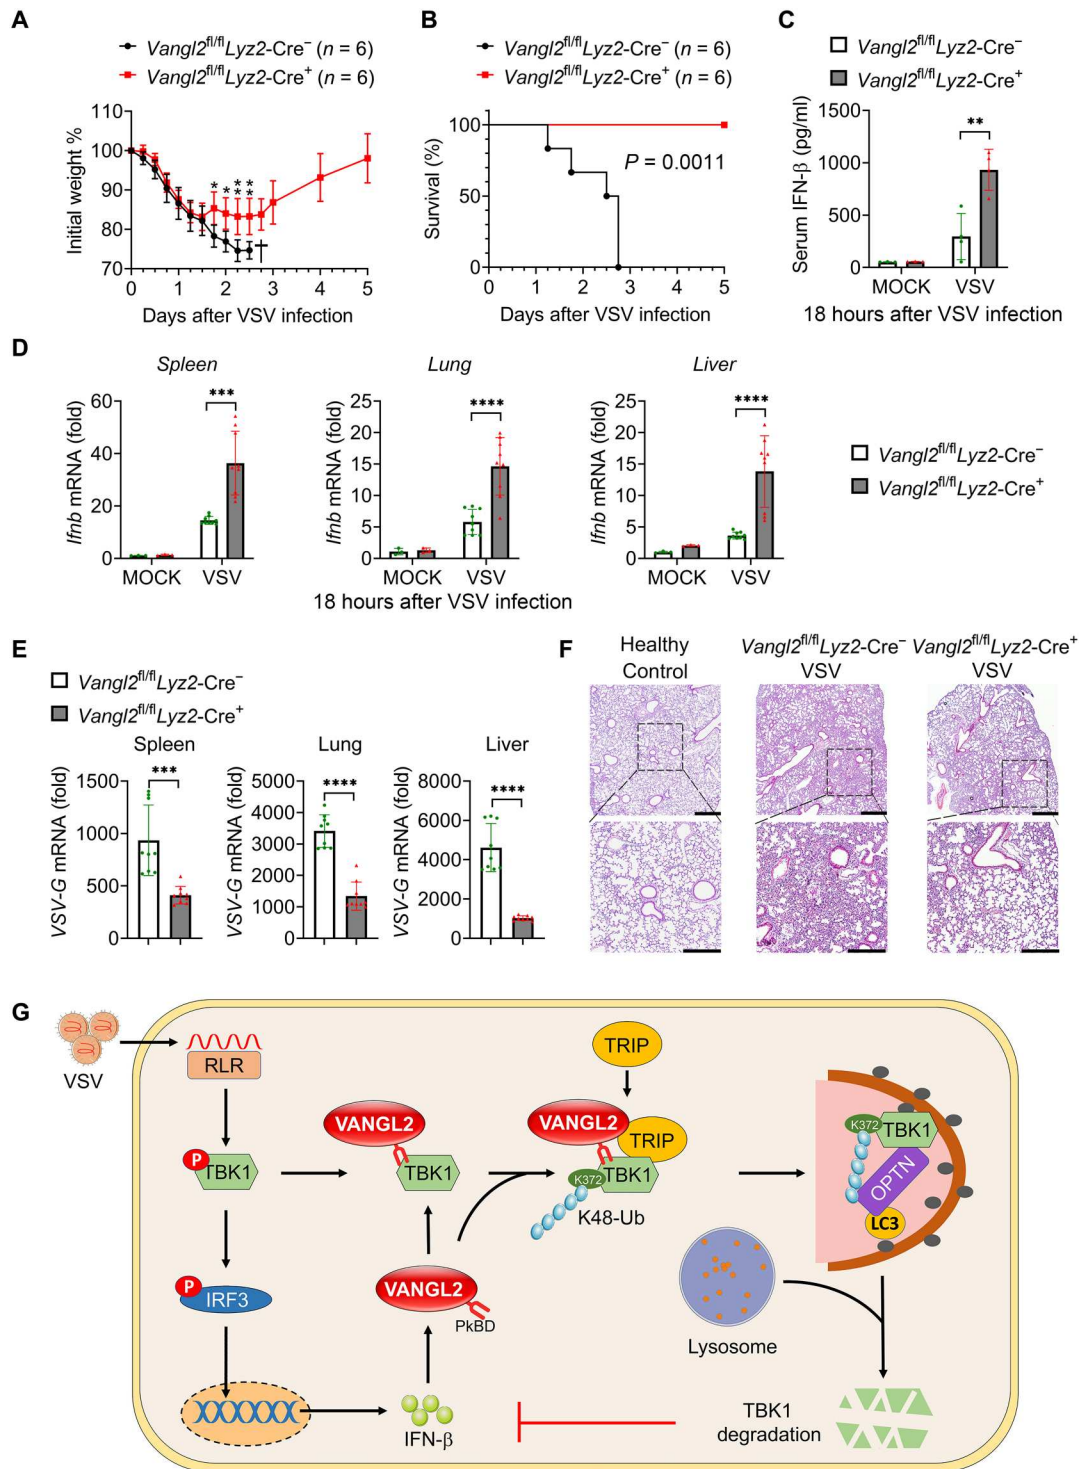 A
Vangl2fl/flLyz2-Cre− (n = 6)
Vangl2fl/flLyz2-Cre+ (n = 6)
Initial weight %
100
90
80
70
* * ** **
†
0 1 2 3 4 5
Days after VSV infection
B
Vangl2fl/flLyz2-Cre− (n = 6)
Vangl2fl/flLyz2-Cre+ (n = 6)
Survival (%)
100
50
0
P = 0.0011
0 1 2 3 4 5
Days after VSV infection
C
Vangl2fl/flLyz2-Cre−
Vangl2fl/flLyz2-Cre+
Serum IFN-β (pg/ml)
1500
1000
500
0
**
MOCK VSV
18 hours after VSV infection
D
Spleen
Ifnb mRNA (fold)
60
40
20
0
***
MOCK VSV
Lung
Ifnb mRNA (fold)
25
20
15
10
5
0
****
MOCK VSV
Liver
Ifnb mRNA (fold)
25
20
15
10
5
0
****
MOCK VSV
18 hours after VSV infection
Vangl2fl/flLyz2-Cre−
Vangl2fl/flLyz2-Cre+
E
Vangl2fl/flLyz2-Cre−
Vangl2fl/flLyz2-Cre+
Spleen
VSV-G mRNA (fold)
1500
1000
500
0
***
Lung
VSV-G mRNA (fold)
5000
4000
3000
2000
1000
0
****
Liver
VSV-G mRNA (fold)
8000
6000
4000
2000
0
****
F
Healthy
Control
Vangl2fl/flLyz2-Cre−
VSV
Vangl2fl/flLyz2-Cre+
VSV
G
VSV
RLR
P
TBK1
P
IRF3
VANGL2
TBK1
VANGL2
PkBD
IFN-β
TRIP
VANGL2
TRIP
K372
TBK1
K48-Ub
K372
TBK1
OPTN
LC3
Lysosome
TBK1
degradation